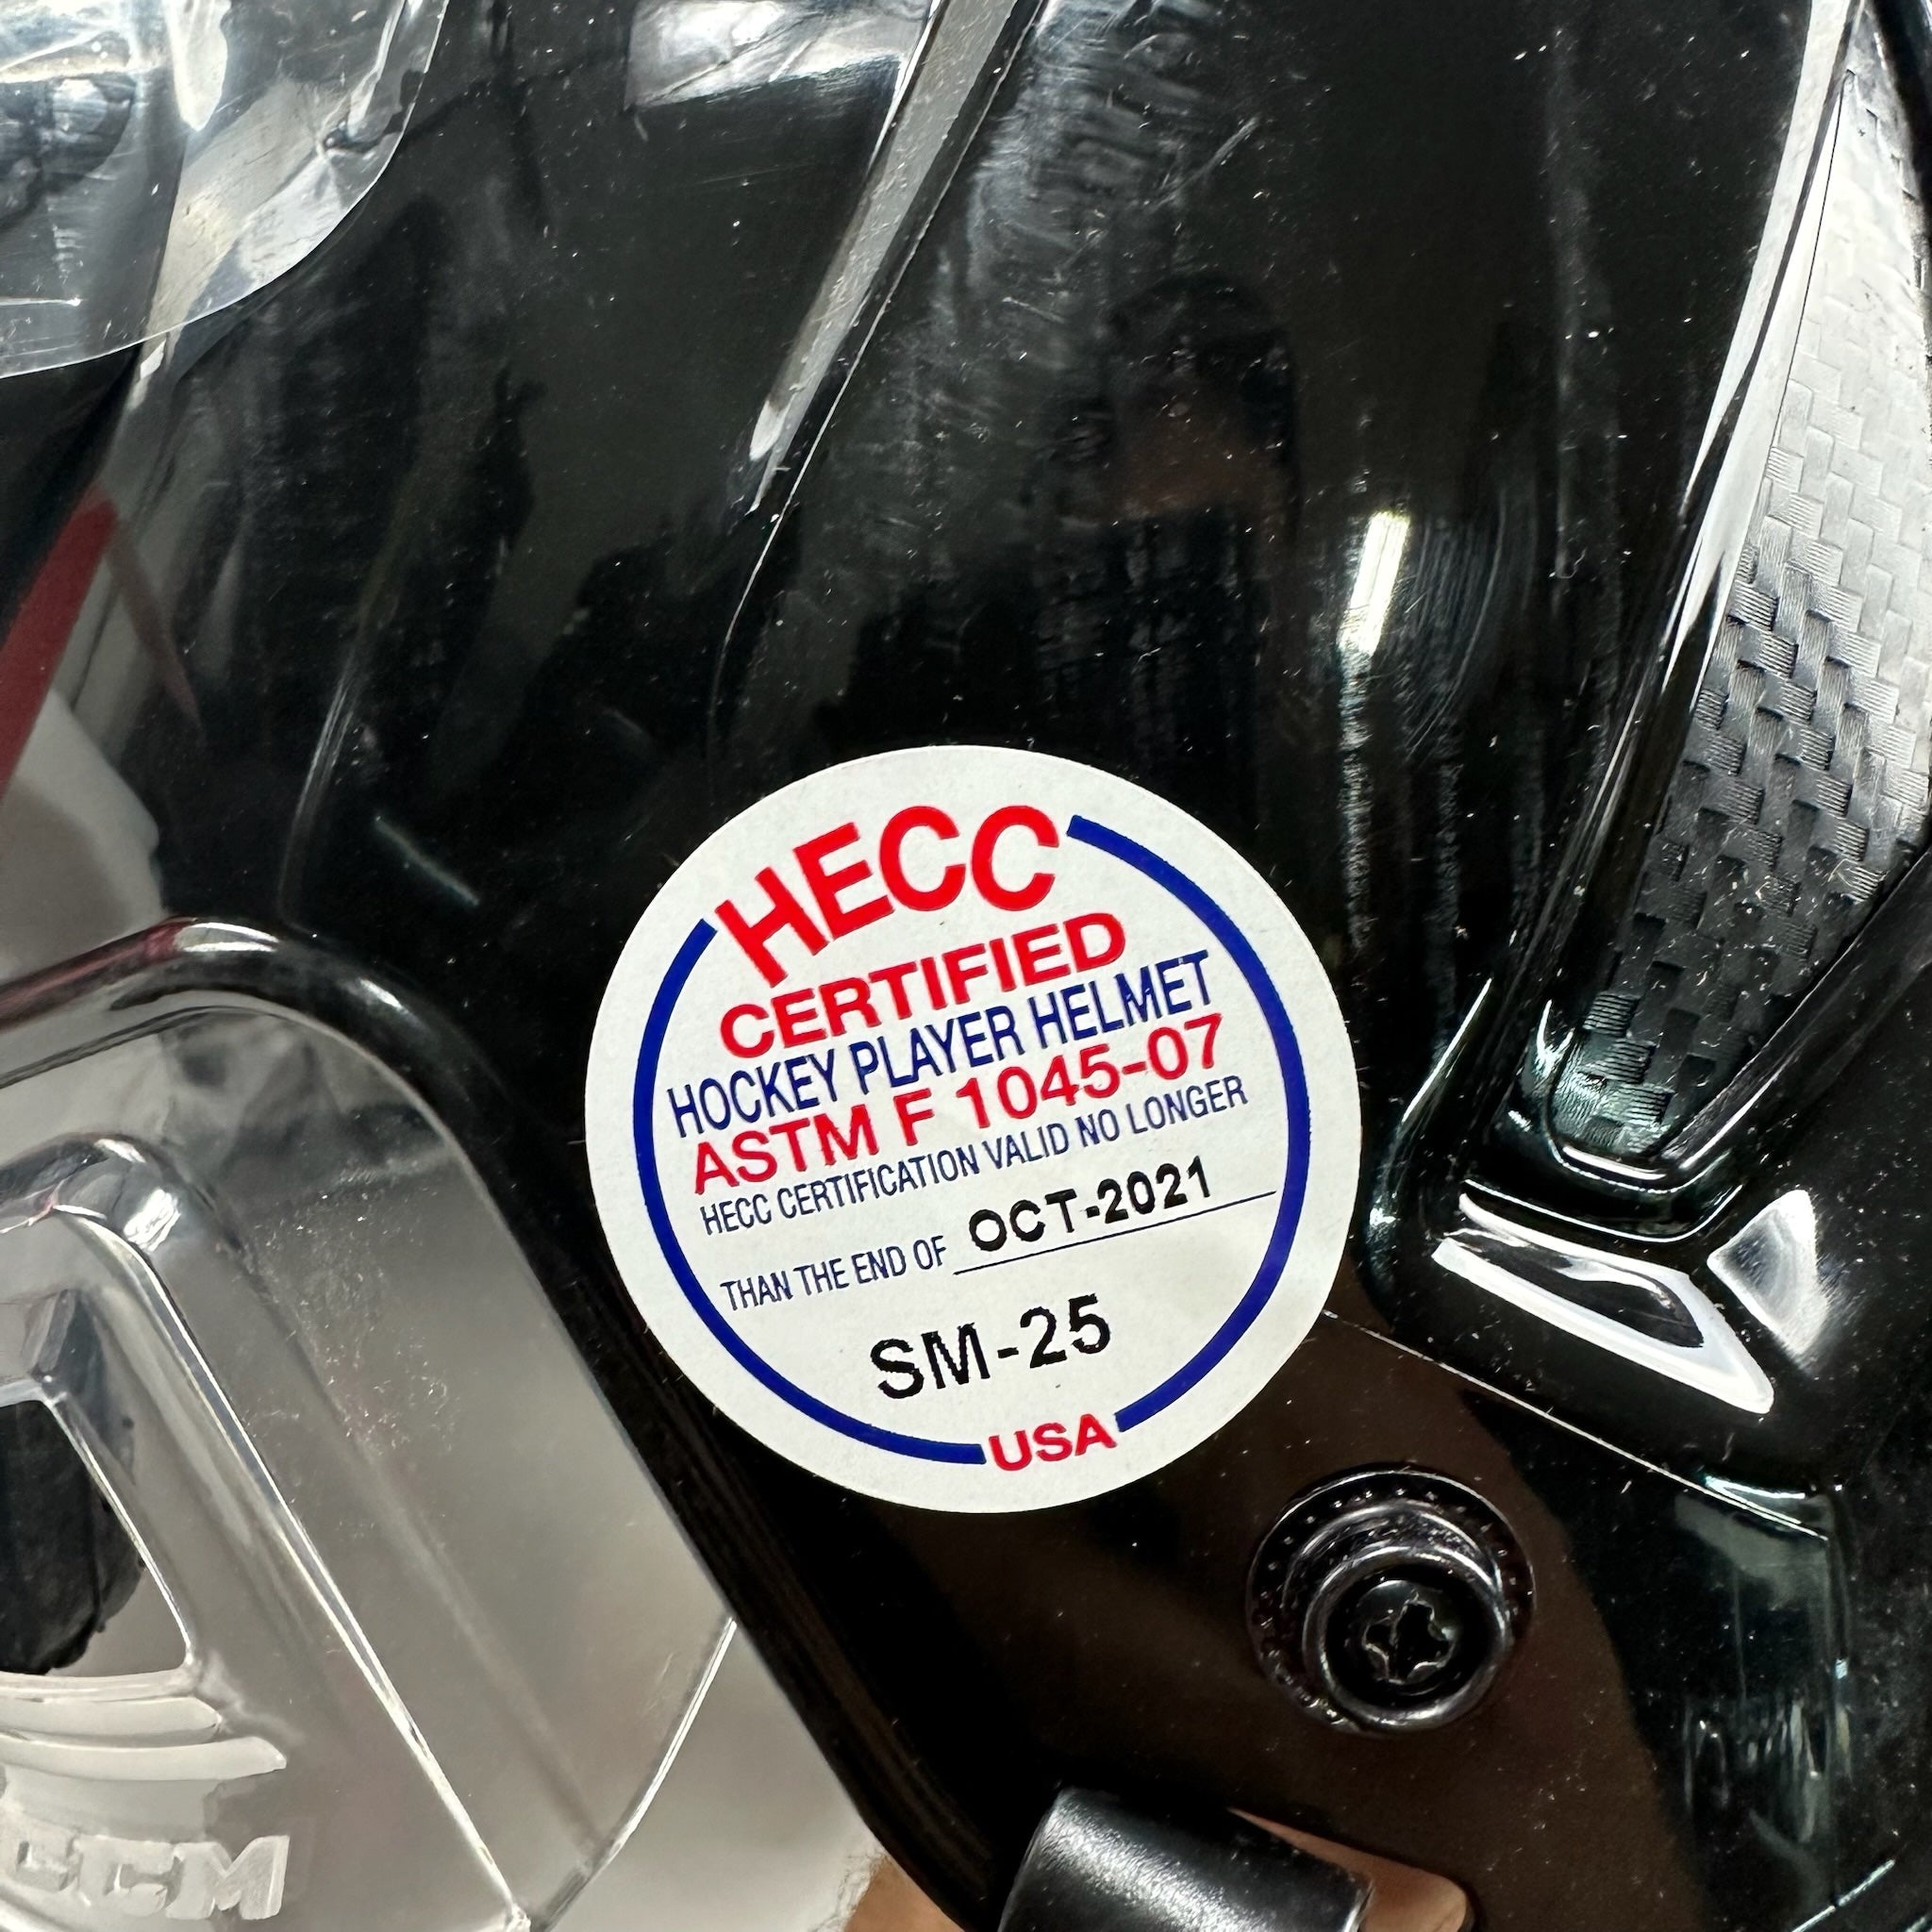 HECC
CERTIFIED
HOCKEY PLAYER HELMET
ASTM F 1045-07
HECC CERTIFICATION VALID NO LONGER
THAN THE END OF OCT-2021
SM-25
USA
CCM